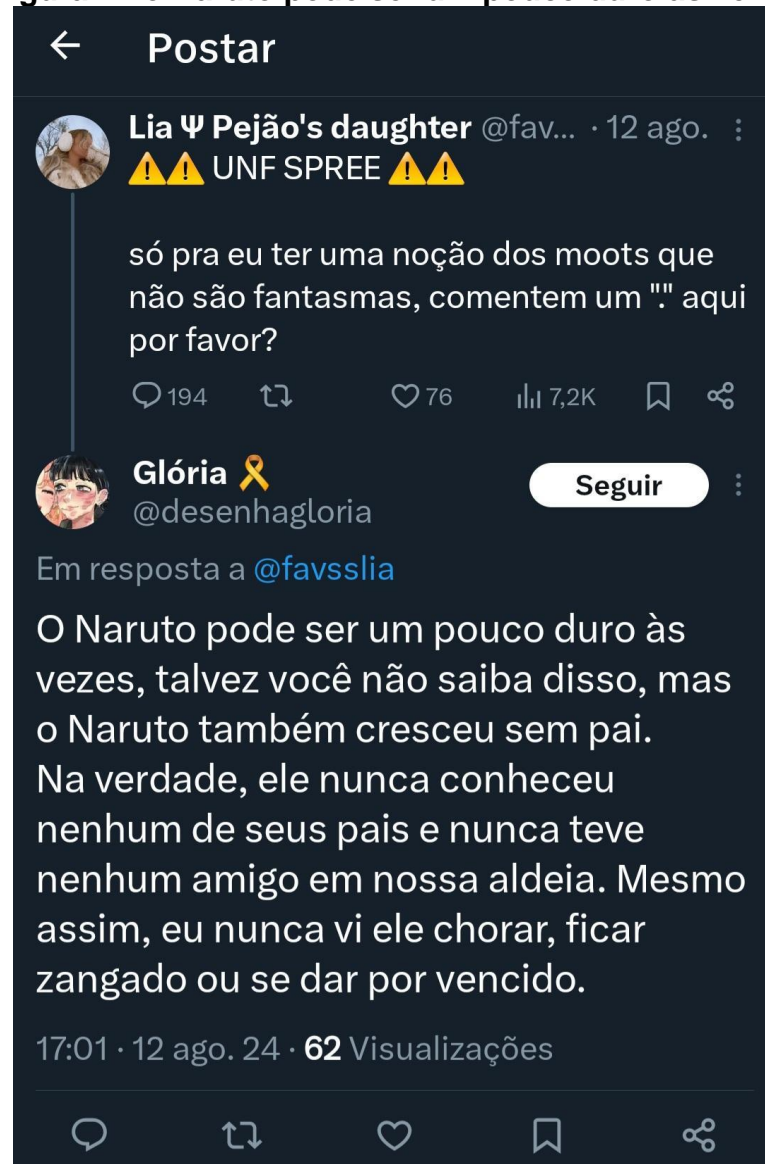 Postar
Lia Ψ Pejão's daughter @fav... · 12 ago.
⚠️⚠️ UNF SPREE ⚠️⚠️
só pra eu ter uma noção dos moots que
não são fantasmas, comentem um "." aqui
por favor?
194 76 7,2K
Glória 🎗️
Seguir
@desenhagloria
Em resposta a @favsslia
O Naruto pode ser um pouco duro às
vezes, talvez você não saiba disso, mas
o Naruto também cresceu sem pai.
Na verdade, ele nunca conheceu
nenhum de seus pais e nunca teve
nenhum amigo em nossa aldeia. Mesmo
assim, eu nunca vi ele chorar, ficar
zangado ou se dar por vencido.
17:01 · 12 ago. 24 · 62 Visualizações